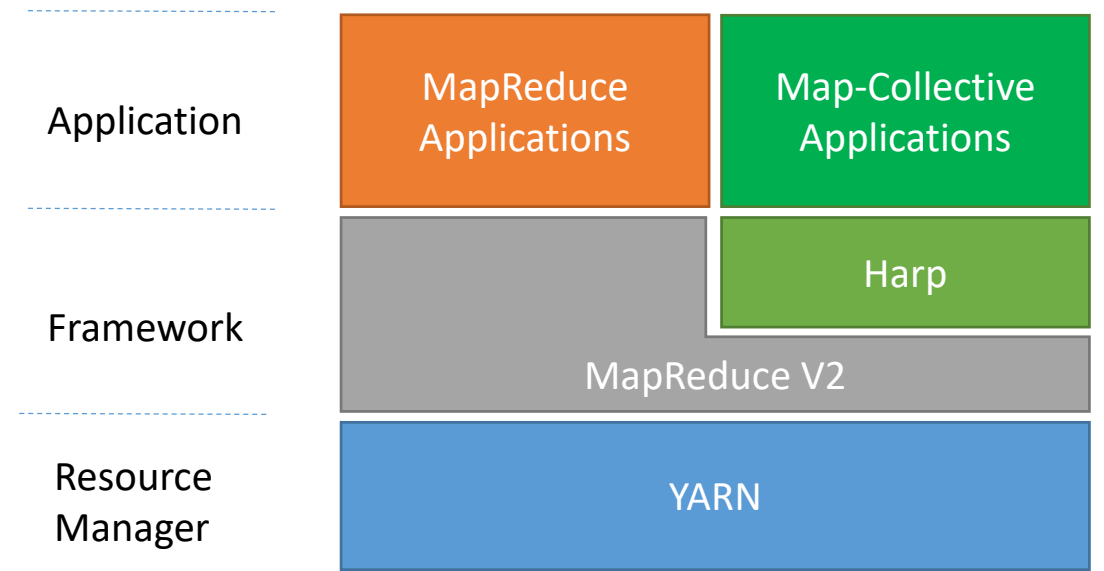 Application
MapReduce
Applications
Map-Collective
Applications
Framework
Harp
MapReduce V2
Resource
Manager
YARN